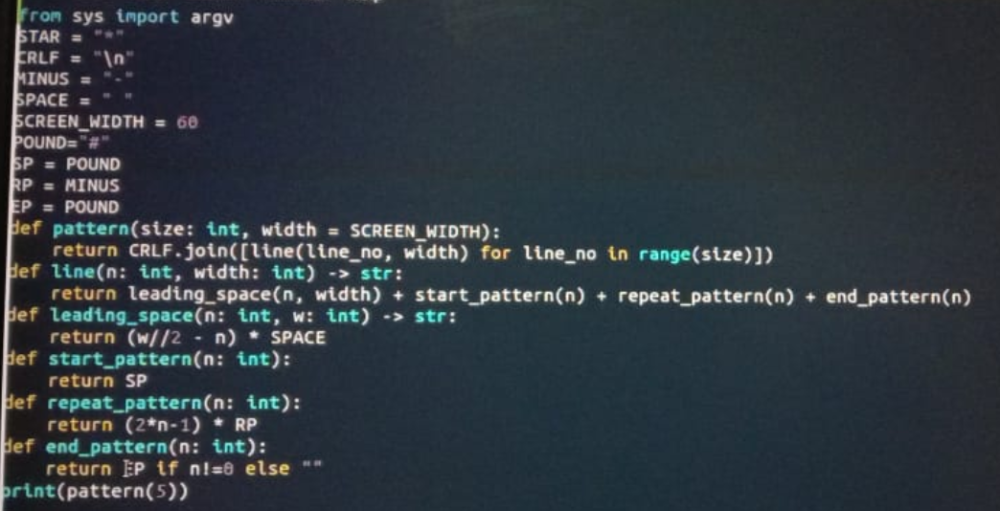 from sys import argv
STAR = "*"
CRLF = "\n"
MINUS = "-"
SPACE = " "
SCREEN_WIDTH = 60
POUND="#"
SP = POUND
RP = MINUS
EP = POUND
def pattern(size: int, width = SCREEN_WIDTH):
    return CRLF.join([line(line_no, width) for line_no in range(size)])
def line(n: int, width: int) -> str:
    return leading_space(n, width) + start_pattern(n) + repeat_pattern(n) + end_pattern(n)
def leading_space(n: int, w: int) -> str:
    return (w//2 - n) * SPACE
def start_pattern(n: int):
    return SP
def repeat_pattern(n: int):
    return (2*n-1) * RP
def end_pattern(n: int):
    return EP if n!=0 else ""
print(pattern(5))